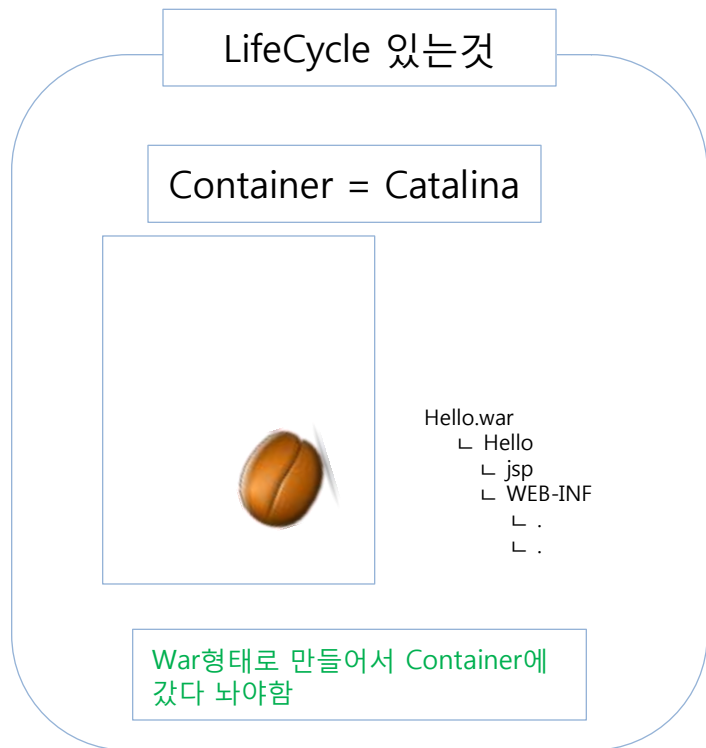 LifeCycle 있는것
Container = Catalina
Hello.war
ㄴ Hello
ㄴ jsp
ㄴ WEB-INF
ㄴ .
ㄴ .
War형태로 만들어서 Container에
갔다 놔야함